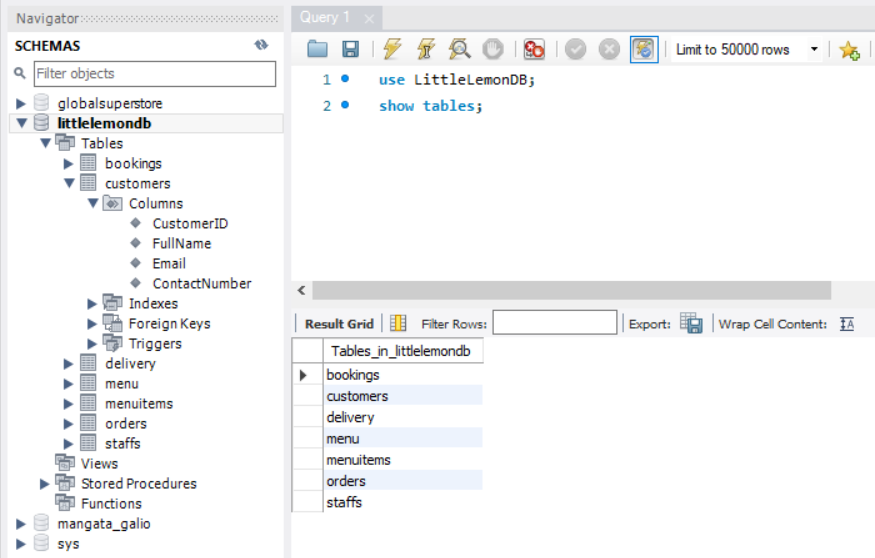 Navigator
SCHEMAS
Filter objects
globalsuperstore
littlelemondb
Tables
bookings
customers
Columns
CustomerID
FullName
Email
ContactNumber
Indexes
Foreign Keys
Triggers
delivery
menu
menuitems
orders
staffs
Views
Stored Procedures
Functions
mangata_galio
sys
Query 1
Limit to 50000 rows
1 use LittleLemonDB;
2 show tables;
Result Grid Filter Rows: Export: Wrap Cell Content:
Tables_in_littlelemondb
bookings
customers
delivery
menu
menuitems
orders
staffs